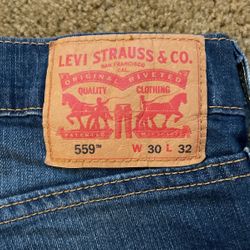 LEVI STRAUSS & CO.
SAN FRANCISCO
CAL.
ORIGINAL RIVETED
QUALITY CLOTHING
559™ W 30 L 32